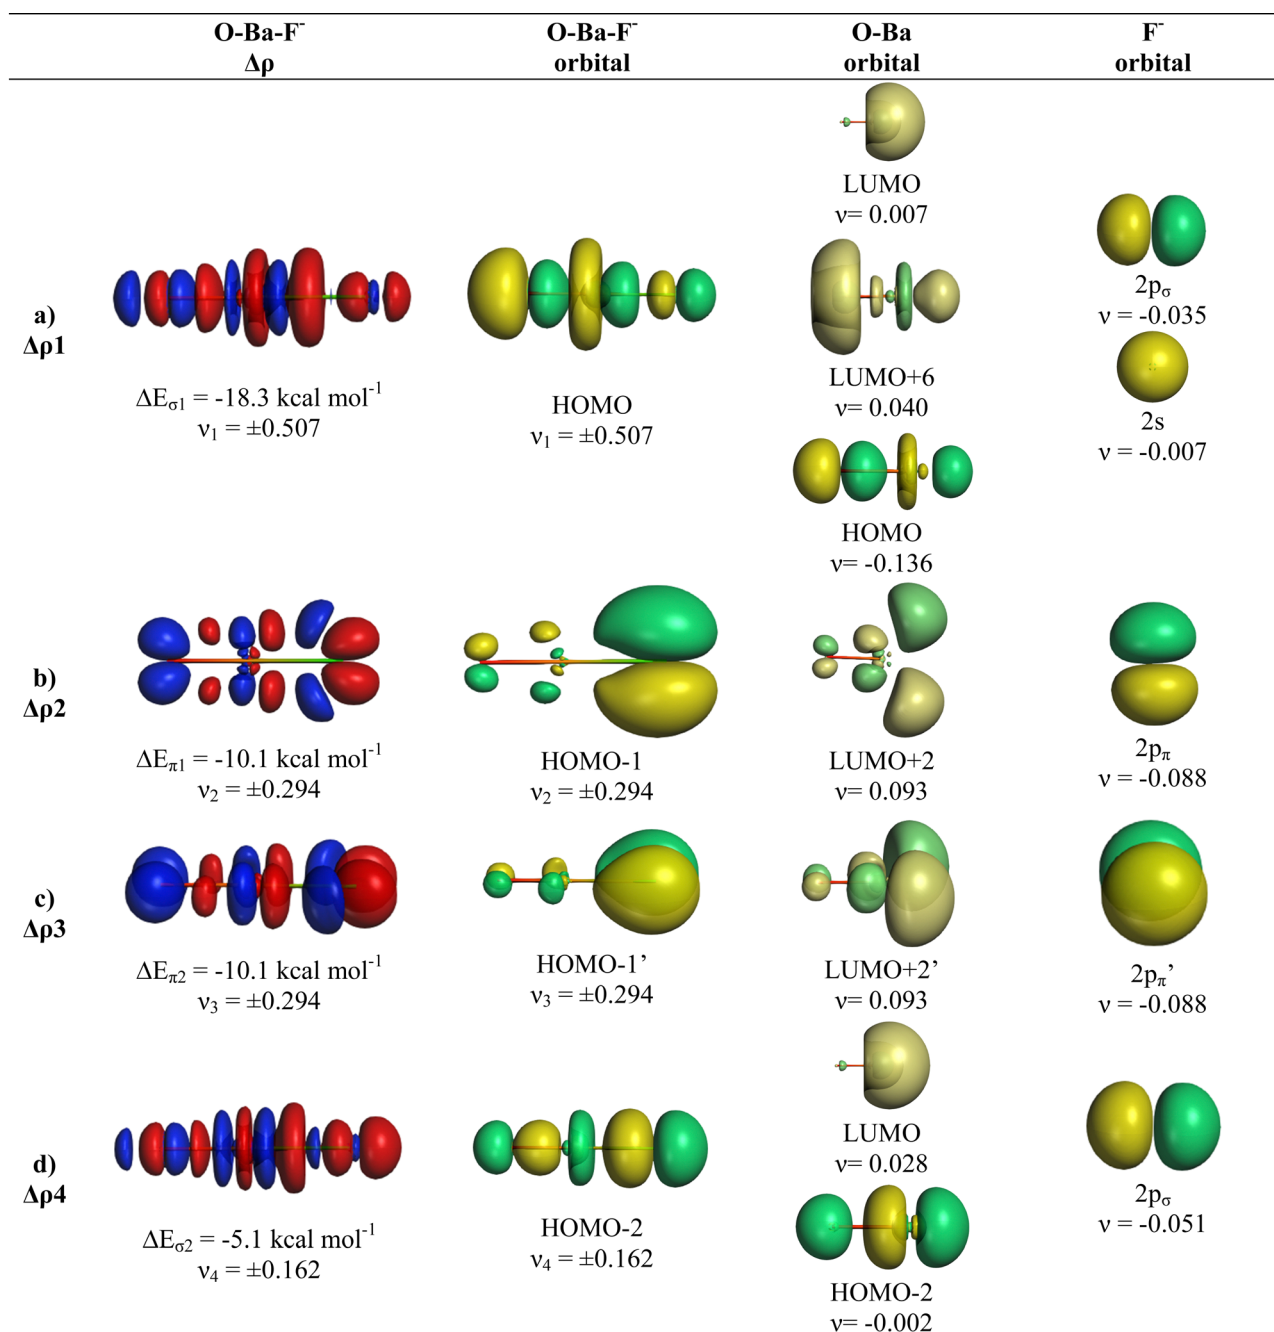 O-Ba-F⁻ O-Ba-F⁻ O-Ba F⁻
Δρ orbital orbital orbital
LUMO
ν= 0.007
a)
Δρ1
ΔEσ1 = -18.3 kcal mol⁻¹
ν₁ = ±0.507
HOMO
ν₁ = ±0.507
LUMO+6
ν= 0.040
HOMO
ν= -0.136
2pσ
ν = -0.035
2s
ν = -0.007
b)
Δρ2
ΔEπ1 = -10.1 kcal mol⁻¹
ν₂ = ±0.294
HOMO-1
ν₂ = ±0.294
LUMO+2
ν= 0.093
2pπ
ν = -0.088
c)
Δρ3
ΔEπ2 = -10.1 kcal mol⁻¹
ν₃ = ±0.294
HOMO-1’
ν₃ = ±0.294
LUMO+2’
ν= 0.093
2pπ’
ν = -0.088
d)
Δρ4
ΔEσ2 = -5.1 kcal mol⁻¹
ν₄ = ±0.162
HOMO-2
ν₄ = ±0.162
LUMO
ν= 0.028
HOMO-2
ν= -0.002
2pσ
ν = -0.051